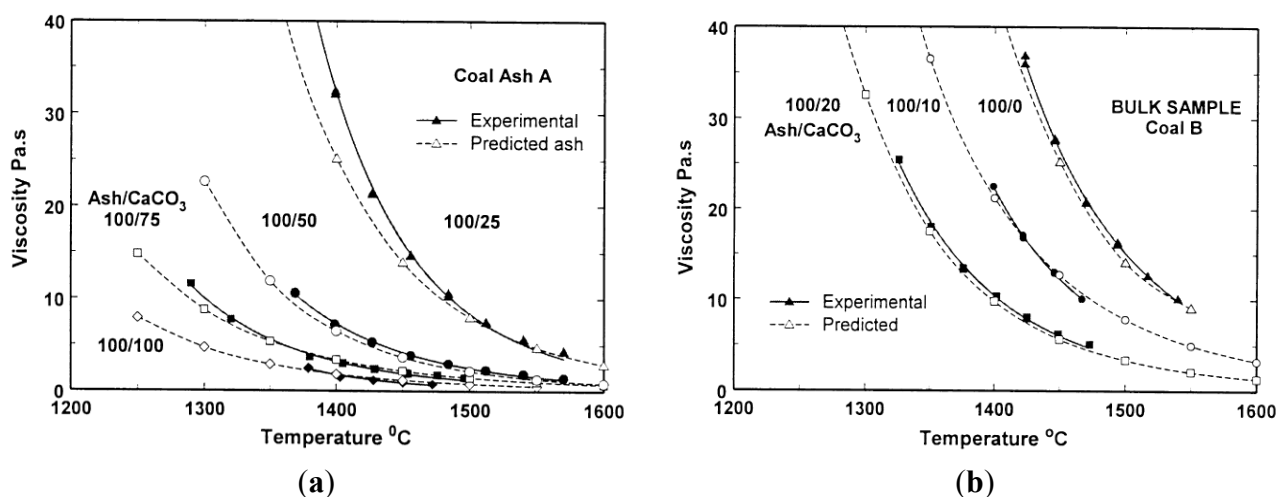 40
30
20
10
0
1200
1300
1400
1500
1600
Viscosity Pa.s
Temperature ⁰C
Coal Ash A
Experimental
Predicted ash
Ash/CaCO₃
100/75
100/50
100/25
100/100
(a)
40
30
20
10
0
1200
1300
1400
1500
1600
Viscosity Pa.s
Temperature °C
100/20
Ash/CaCO₃
100/10
100/0
BULK SAMPLE
Coal B
Experimental
Predicted
(b)